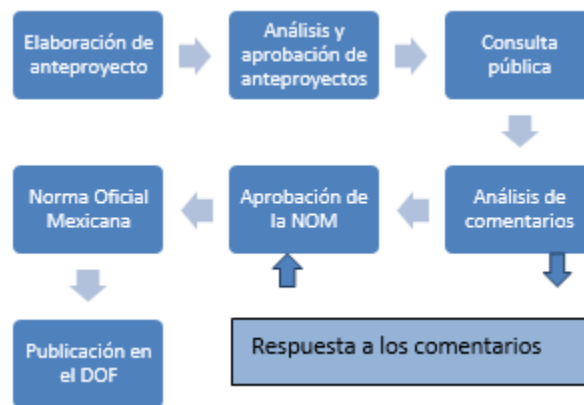 Elaboración de
anteproyecto
Análisis y
aprobación de
anteproyectos
Consulta
pública
Análisis de
comentarios
Aprobación de
la NOM
Norma Oficial
Mexicana
Respuesta a los comentarios
Publicación en
el DOF